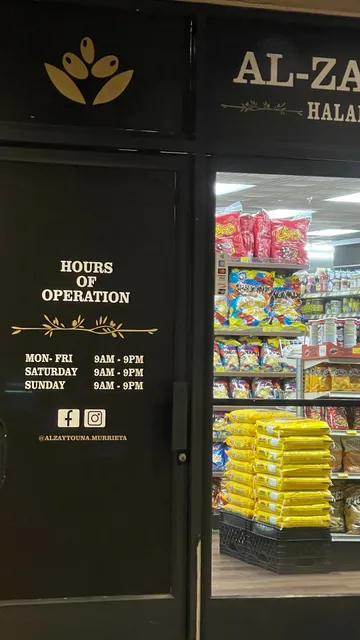 AL-ZA
HALA
HOURS
OF
OPERATION
MON- FRI 9AM - 9PM
SATURDAY 9AM - 9PM
SUNDAY 9AM - 9PM
@ALZAYTOUNA.MURRIETA